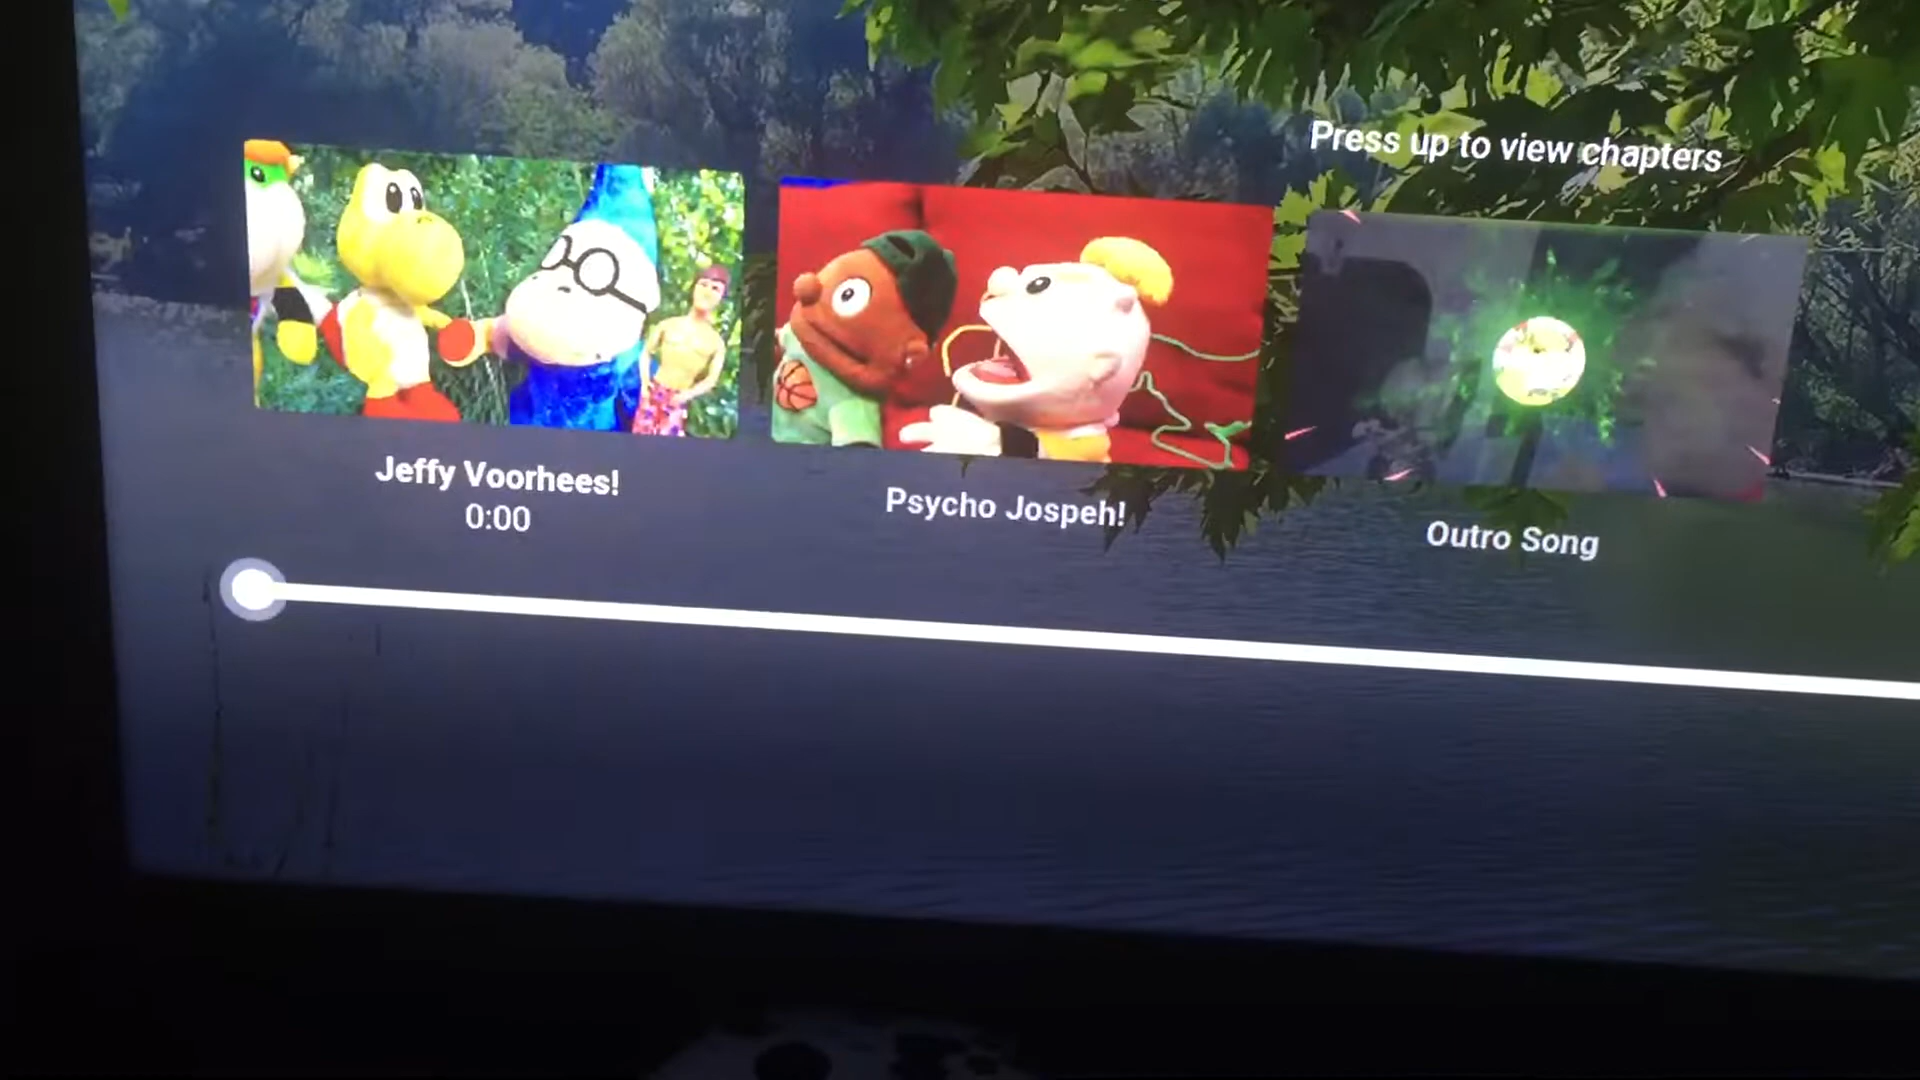 Press up to view chapters
Jeffy Voorhees!
0:00
Psycho Jospeh!
Outro Song